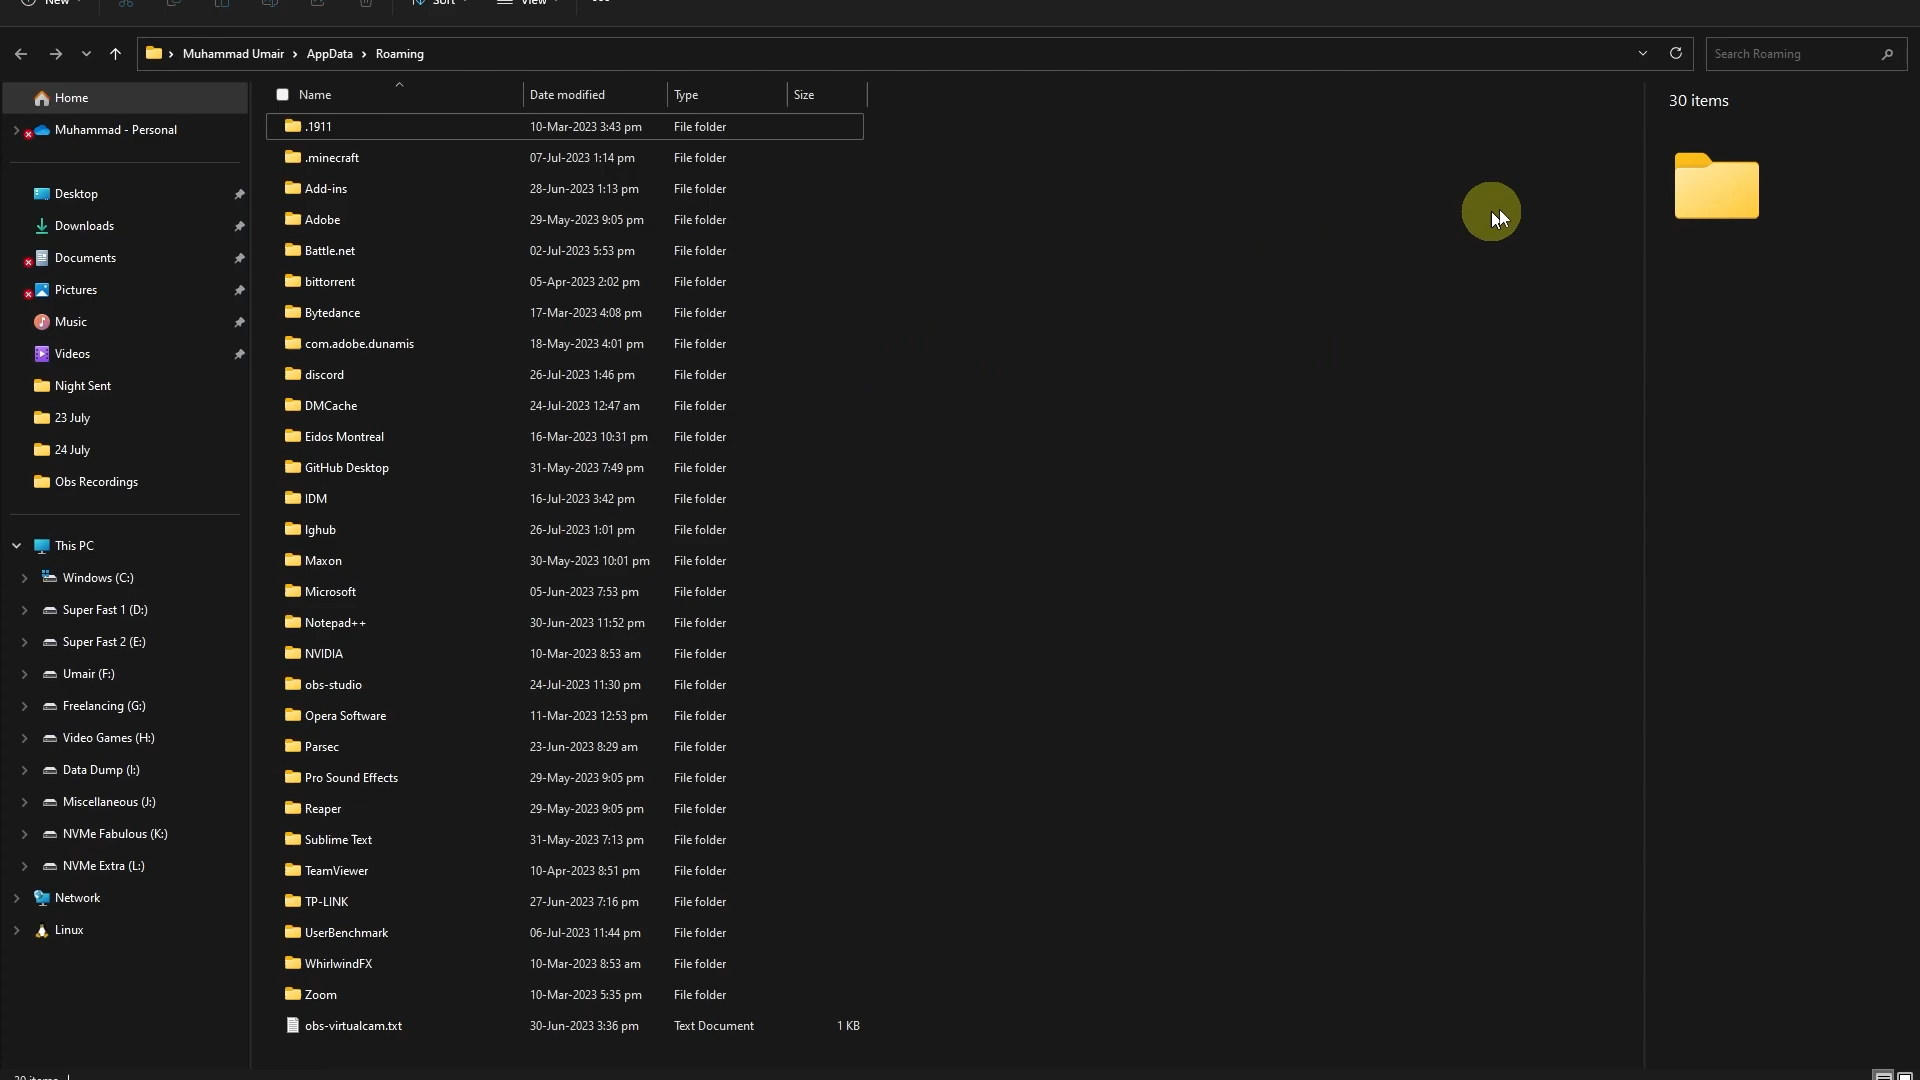 New
Sort
View
Muhammad Umair > AppData > Roaming
Search Roaming
Home
Muhammad - Personal
Desktop
Downloads
Documents
Pictures
Music
Videos
Night Sent
23 July
24 July
Obs Recordings
This PC
Windows (C:)
Super Fast 1 (D:)
Super Fast 2 (E:)
Umair (F:)
Freelancing (G:)
Video Games (H:)
Data Dump (I:)
Miscellaneous (J:)
NVMe Fabulous (K:)
NVMe Extra (L:)
Network
Linux
Name Date modified Type Size
.1911 10-Mar-2023 3:43 pm File folder
.minecraft 07-Jul-2023 1:14 pm File folder
Add-ins 28-Jun-2023 1:13 pm File folder
Adobe 29-May-2023 9:05 pm File folder
Battle.net 02-Jul-2023 5:53 pm File folder
bittorrent 05-Apr-2023 2:02 pm File folder
Bytedance 17-Mar-2023 4:08 pm File folder
com.adobe.dunamis 18-May-2023 4:01 pm File folder
discord 26-Jul-2023 1:46 pm File folder
DMCache 24-Jul-2023 12:47 am File folder
Eidos Montreal 16-Mar-2023 10:31 pm File folder
GitHub Desktop 31-May-2023 7:49 pm File folder
IDM 16-Jul-2023 3:42 pm File folder
lghub 26-Jul-2023 1:01 pm File folder
Maxon 30-May-2023 10:01 pm File folder
Microsoft 05-Jun-2023 7:53 pm File folder
Notepad++ 30-Jun-2023 11:52 pm File folder
NVIDIA 10-Mar-2023 8:53 am File folder
obs-studio 24-Jul-2023 11:30 pm File folder
Opera Software 11-Mar-2023 12:53 pm File folder
Parsec 23-Jun-2023 8:29 am File folder
Pro Sound Effects 29-May-2023 9:05 pm File folder
Reaper 29-May-2023 9:05 pm File folder
Sublime Text 31-May-2023 7:13 pm File folder
TeamViewer 10-Apr-2023 8:51 pm File folder
TP-LINK 27-Jun-2023 7:16 pm File folder
UserBenchmark 06-Jul-2023 11:44 pm File folder
WhirlwindFX 10-Mar-2023 8:53 am File folder
Zoom 10-Mar-2023 5:35 pm File folder
obs-virtualcam.txt 30-Jun-2023 3:36 pm Text Document 1 KB
30 items
30 items